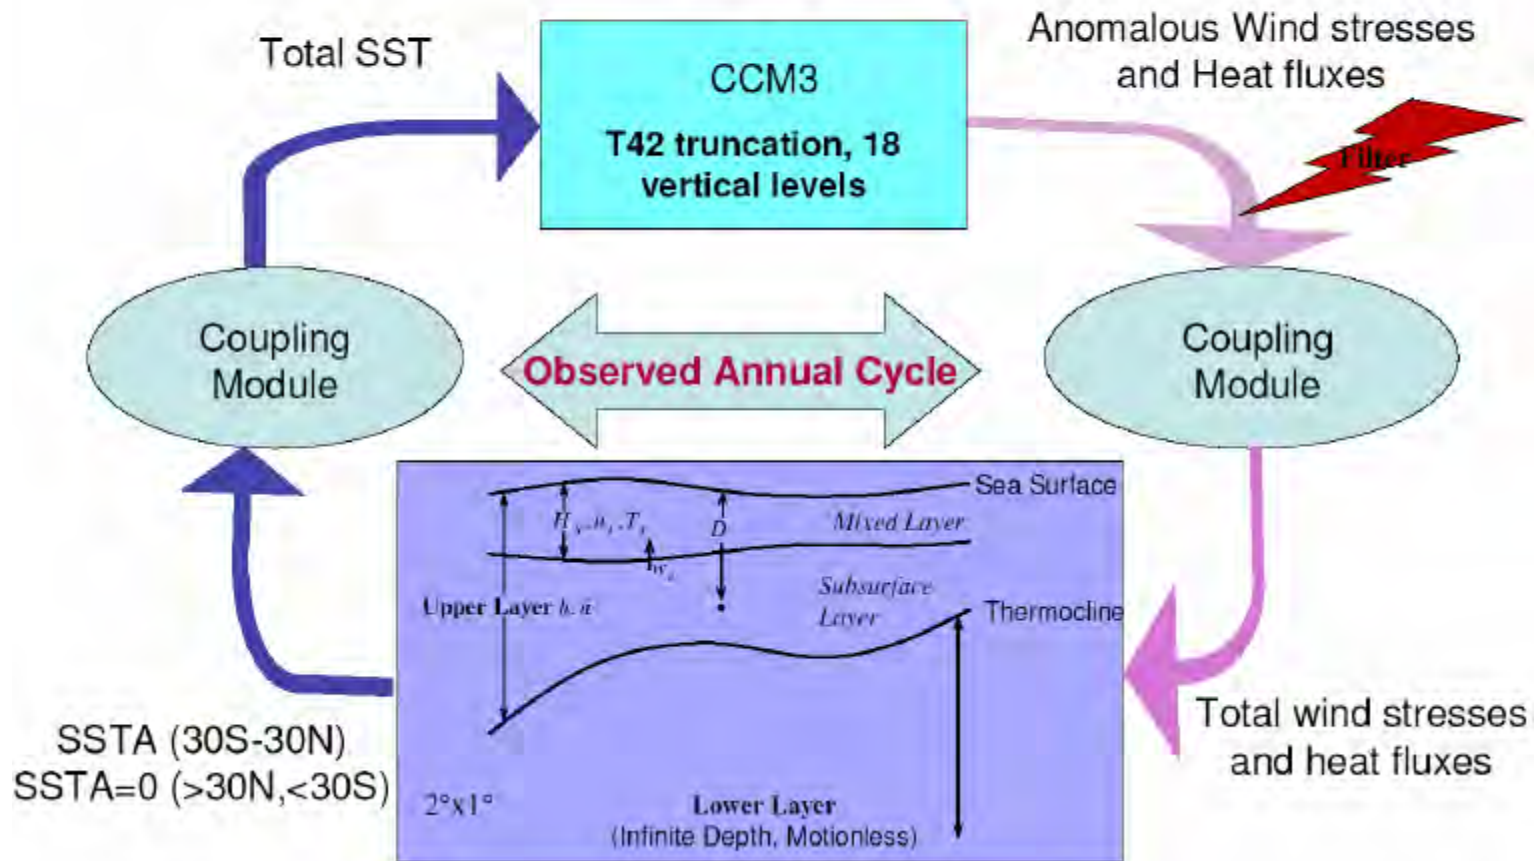 Total SST
CCM3
T42 truncation, 18
vertical levels
Anomalous Wind stresses
and Heat fluxes
Filter
Coupling
Module
Observed Annual Cycle
Coupling
Module
Sea Surface
Mixed Layer
D
Subsurface
Layer
Upper Layer
Thermocline
SSTA (30S-30N)
SSTA=0 (>30N,<30S)
2°x1°
Lower Layer
(Infinite Depth, Motionless)
Total wind stresses
and heat fluxes